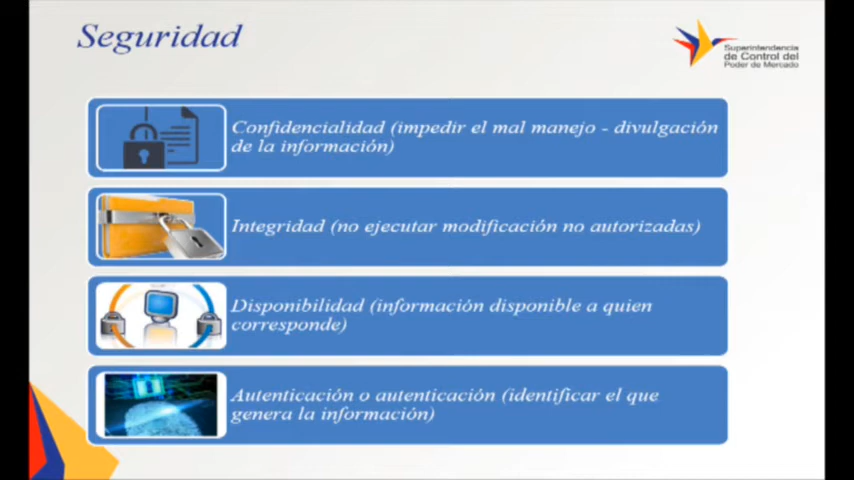 Seguridad
Superintendencia
de Control del
Poder de Mercado
Confidencialidad (impedir el mal manejo - divulgación
de la información)
Integridad (no ejecutar modificación no autorizadas)
Disponibilidad (información disponible a quien
corresponde)
Autenticación o autenticación (identificar el que
genera la información)